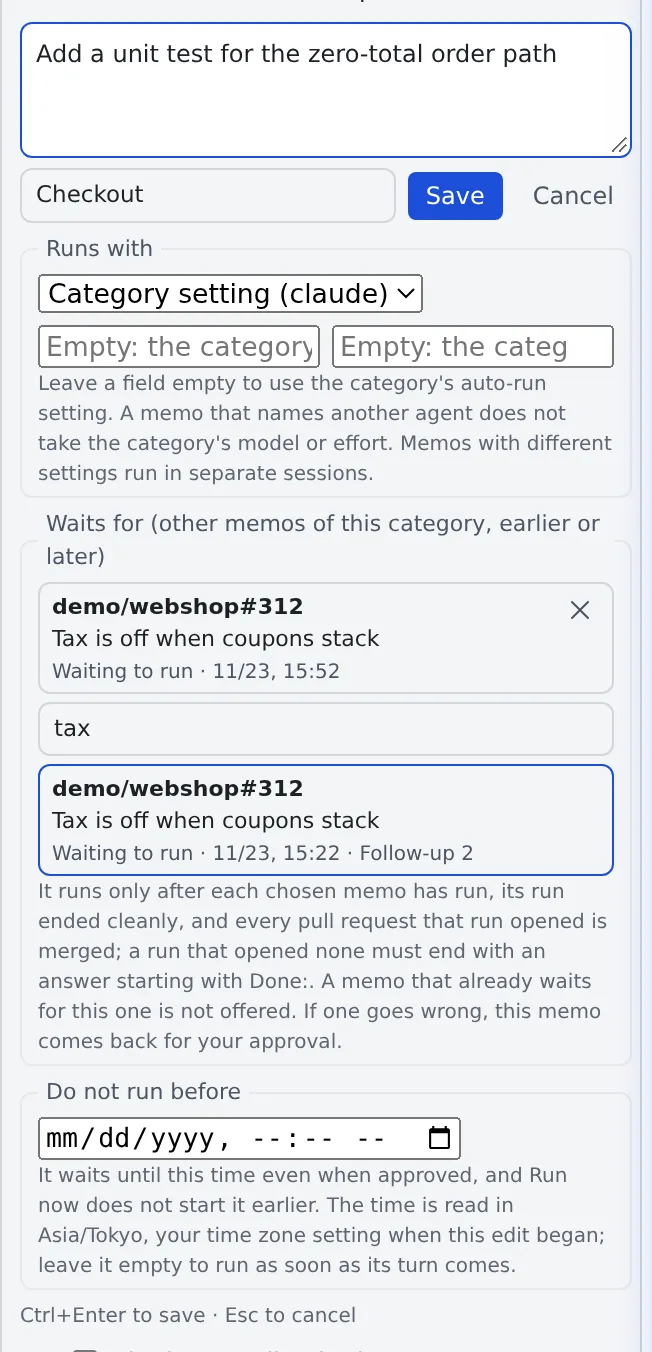 Add a unit test for the zero-total order path
Checkout
Save
Cancel
Runs with
Category setting (claude)
Empty: the category
Empty: the categ
Leave a field empty to use the category's auto-run
setting. A memo that names another agent does not
take the category's model or effort. Memos with different
settings run in separate sessions.
Waits for (other memos of this category, earlier or
later)
demo/webshop#312
Tax is off when coupons stack
Waiting to run · 11/23, 15:52
tax
demo/webshop#312
Tax is off when coupons stack
Waiting to run · 11/23, 15:22 · Follow-up 2
It runs only after each chosen memo has run, its run
ended cleanly, and every pull request that run opened is
merged; a run that opened none must end with an
answer starting with Done:. A memo that already waits
for this one is not offered. If one goes wrong, this memo
comes back for your approval.
Do not run before
mm/dd/yyyy, --:-- --
It waits until this time even when approved, and Run
now does not start it earlier. The time is read in
Asia/Tokyo, your time zone setting when this edit began;
leave it empty to run as soon as its turn comes.
Ctrl+Enter to save · Esc to cancel